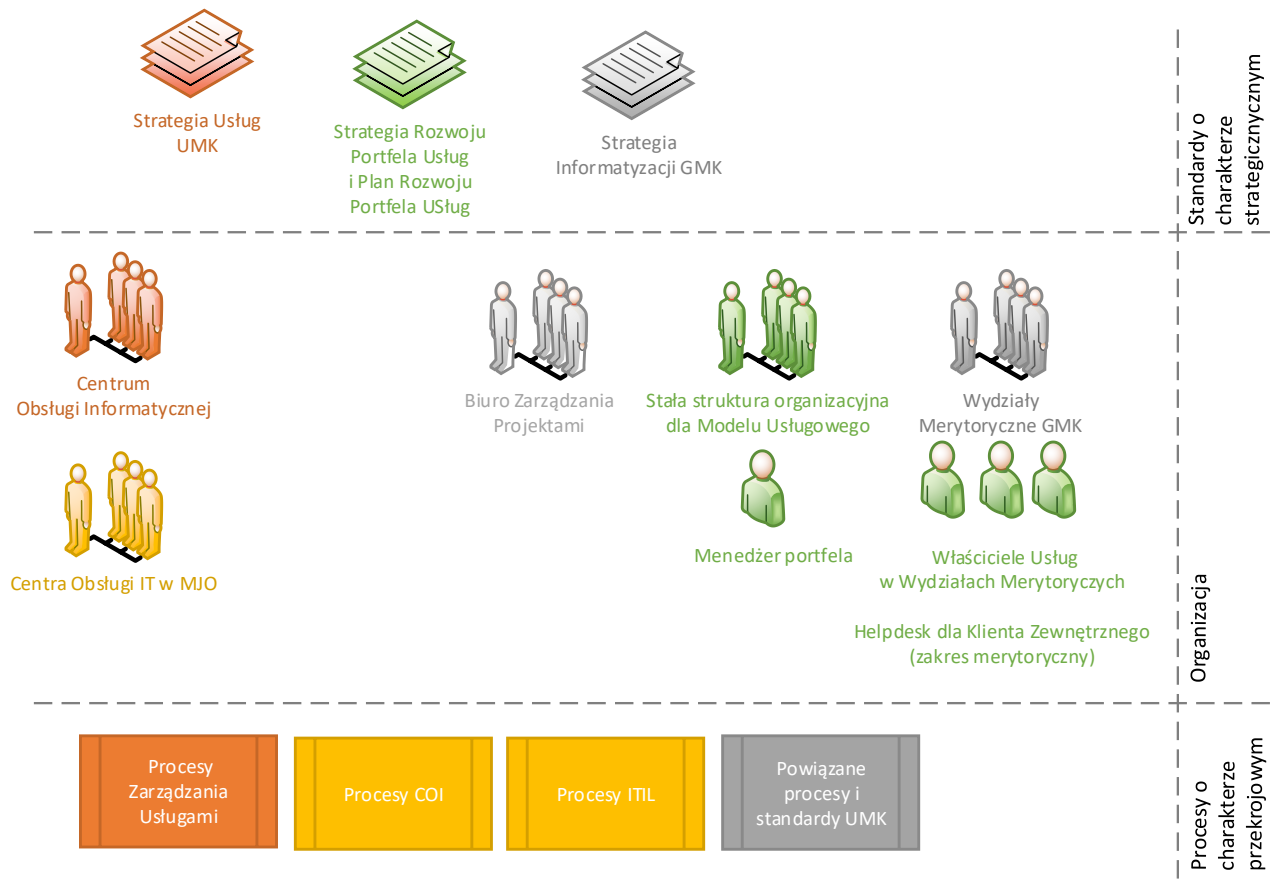 Strategia Usług
UMK
Strategia Rozwoju
Portfela Usług
i Plan Rozwoju
Portfela USług
Strategia
Informatyzacji GMK
Standardy o
charakterze
strategicznycznym
Centrum
Obsługi Informatycznej
Biuro Zarządzania
Projektami
Stała struktura organizacyjna
dla Modelu Usługowego
Wydziały
Merytoryczne GMK
Centra Obsługi IT w MJO
Menedżer portfela
Właściciele Usług
w Wydziałach Merytoryczych
Helpdesk dla Klienta Zewnętrznego
(zakres merytoryczny)
Organizacja
Procesy
Zarządzania
Usługami
Procesy COI
Procesy ITIL
Powiązane
procesy i
standardy UMK
Procesy o
charakterze
przekrojowym